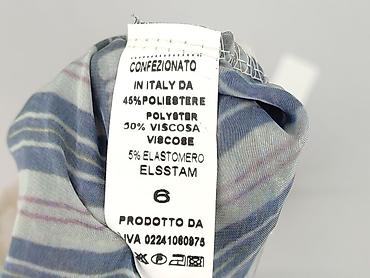 CONFEZIONATO
IN ITALY DA
45%POLIESTERE
POLYSTER
50% VISCOSA
VISCOSE
5% ELASTOMERO
ELSSTAM
6
PRODOTTO DA
IVA 02241060975